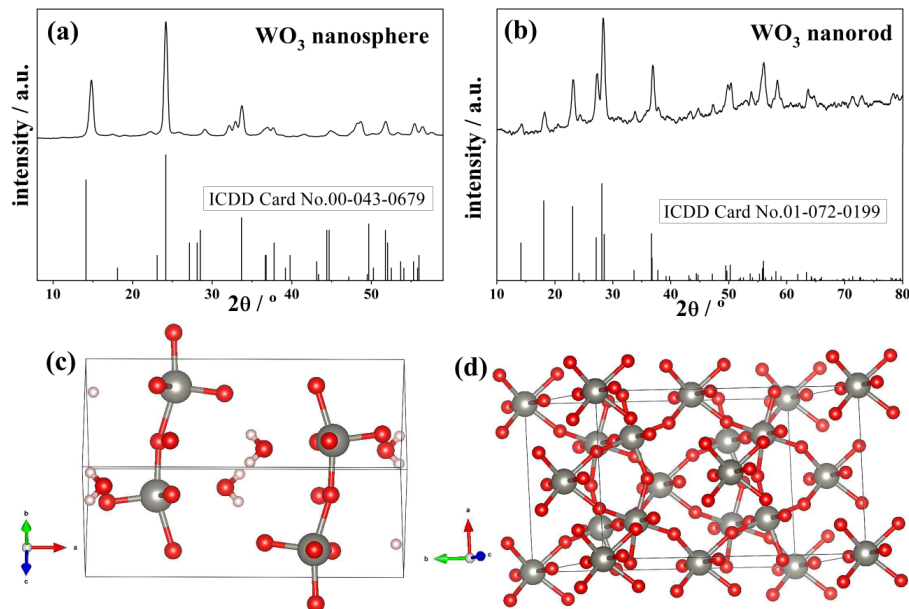 (a)
WO3 nanosphere
intensity / a.u.
ICDD Card No.00-043-0679
10 20 30 40 50
2θ / °
(b)
WO3 nanorod
intensity / a.u.
ICDD Card No.01-072-0199
10 20 30 40 50 60 70 80
2θ / °
(c)
b
a
c
(d)
a
b
c